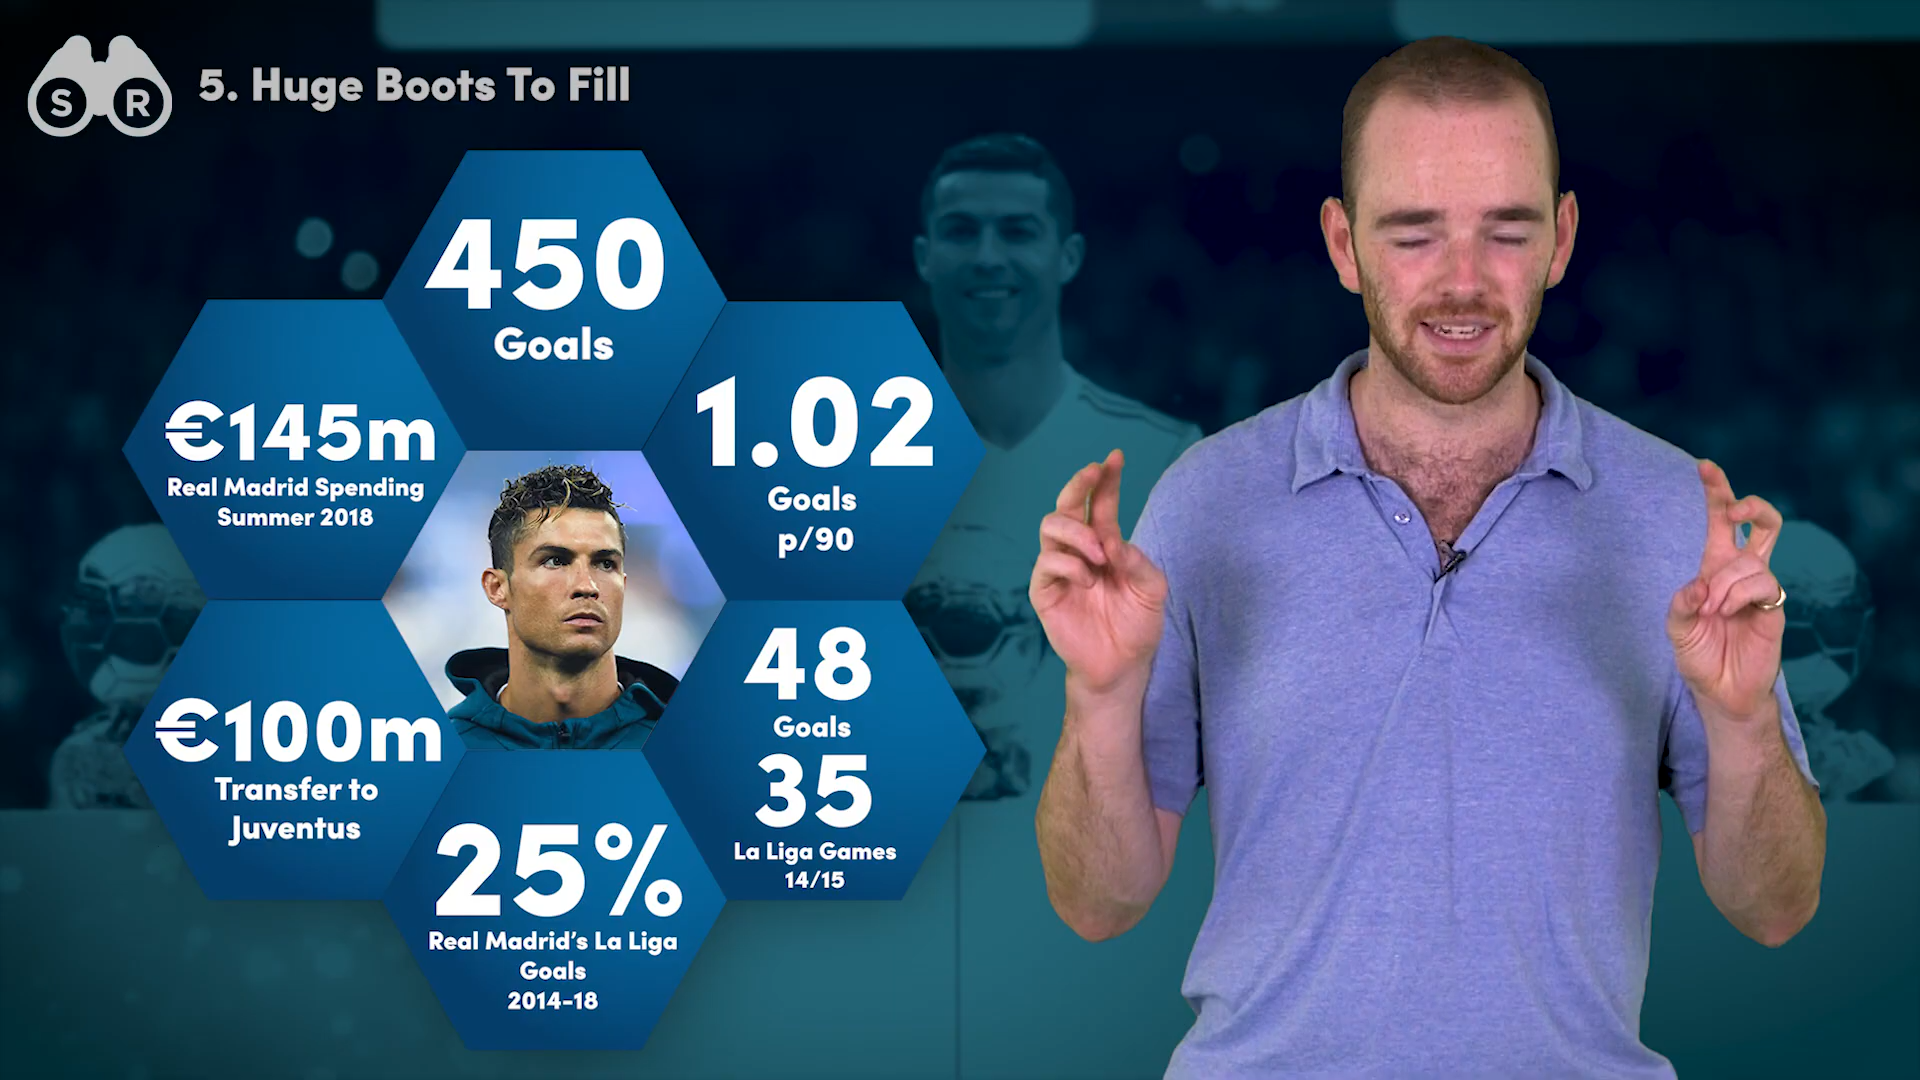 S R
5. Huge Boots To Fill
450
Goals
€145m
Real Madrid Spending
Summer 2018
1.02
Goals
p/90
€100m
Transfer to
Juventus
48
Goals
35
La Liga Games
14/15
25%
Real Madrid's La Liga
Goals
2014-18